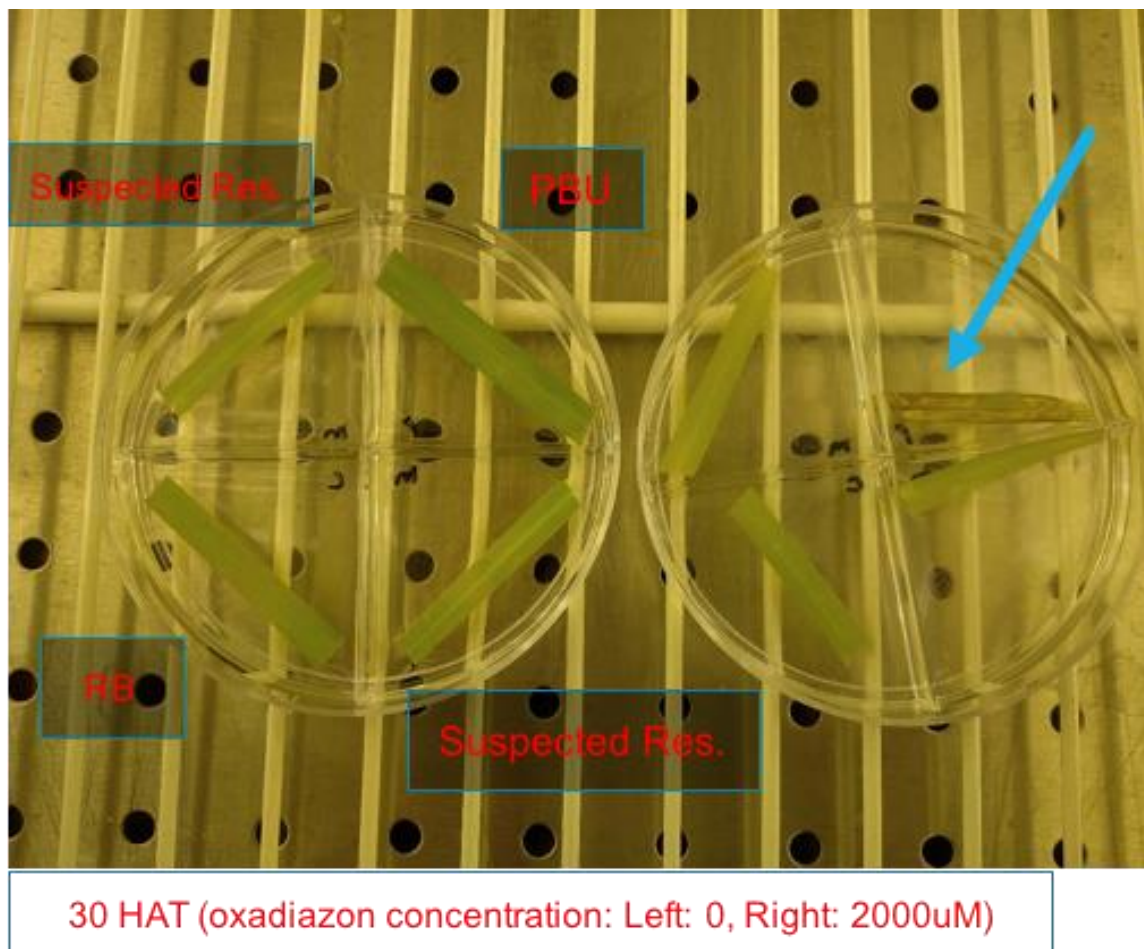 Suspected Res.
PBU
RB
Suspected Res.
30 HAT (oxadiazon concentration: Left: 0, Right: 2000uM)